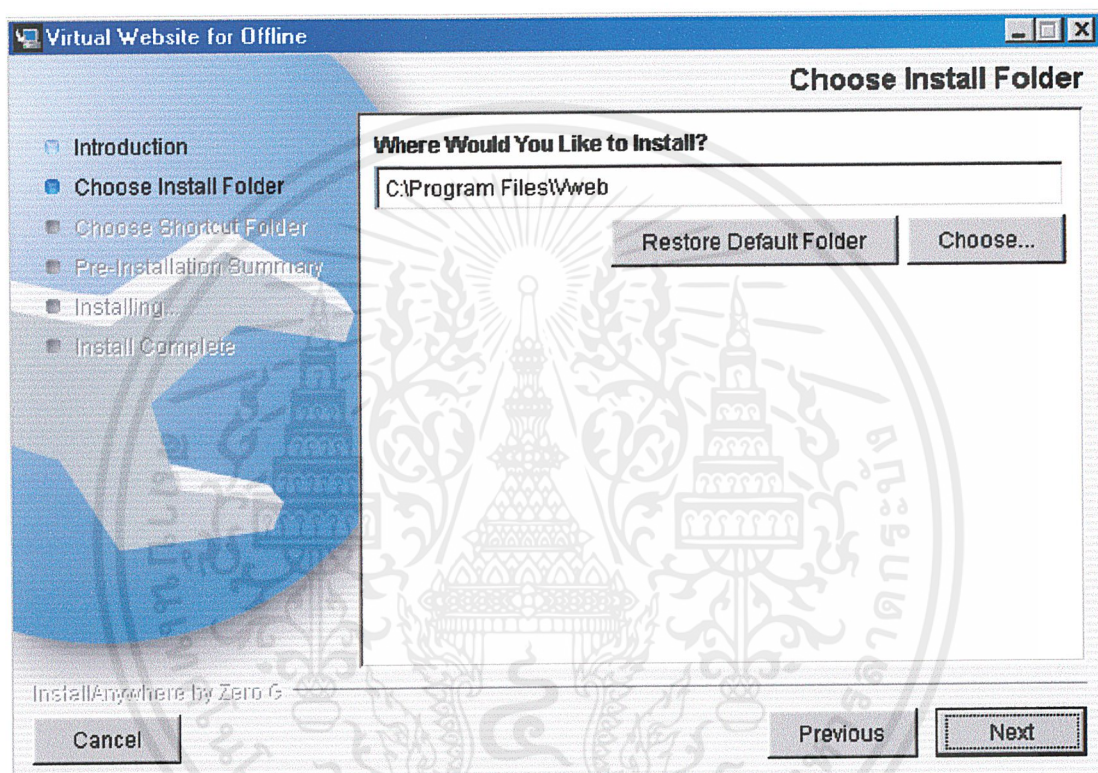 Virtual Website for Offline
Choose Install Folder
Introduction
Choose Install Folder
Choose Shortcut Folder
Pre-Installation Summary
Installing...
Install Complete
Where Would You Like to Install?
C:\Program Files\Vweb
Restore Default Folder
Choose...
InstallAnywhere by Zero G
Cancel
Previous
Next